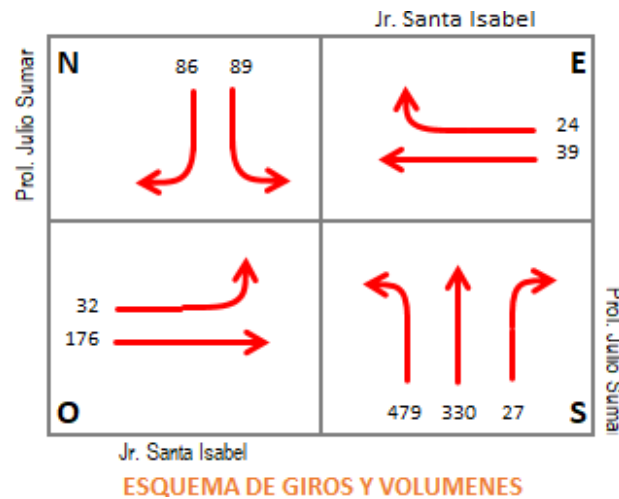 Jr. Santa Isabel
N
86 89
E
24
39
Prol. Julio Sumar
32
176
O
479 330 27
S
Prol. Julio Sumar
Jr. Santa Isabel
ESQUEMA DE GIROS Y VOLUMENES